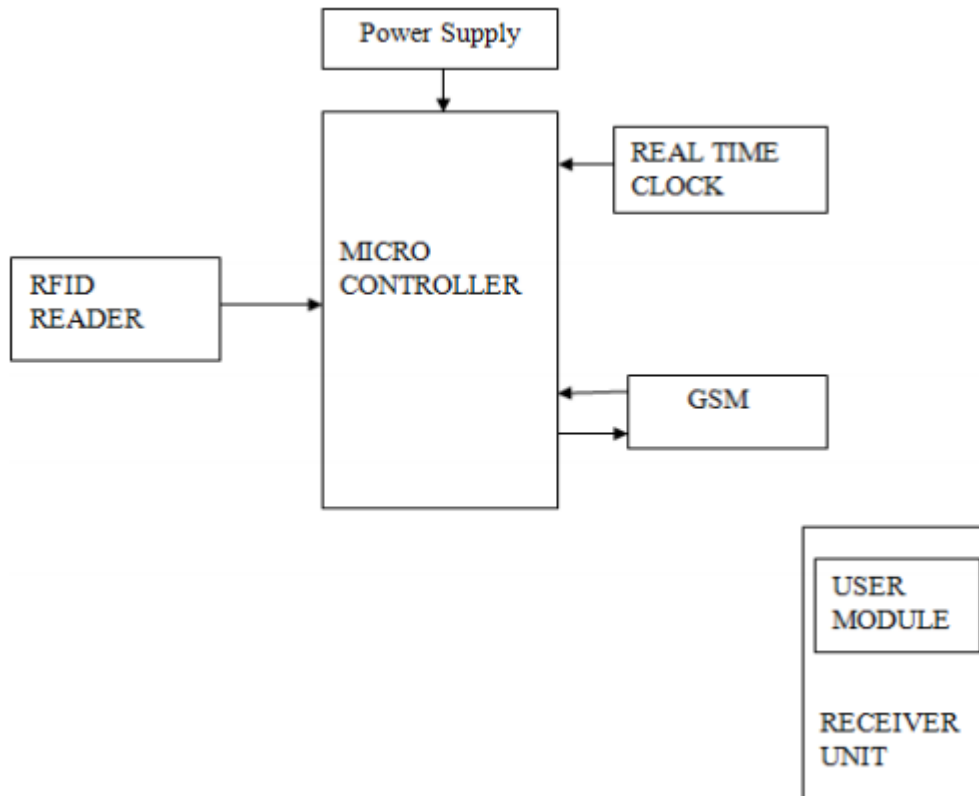 Power Supply
REAL TIME
CLOCK
MICRO
CONTROLLER
RFID
READER
GSM
USER
MODULE
RECEIVER
UNIT